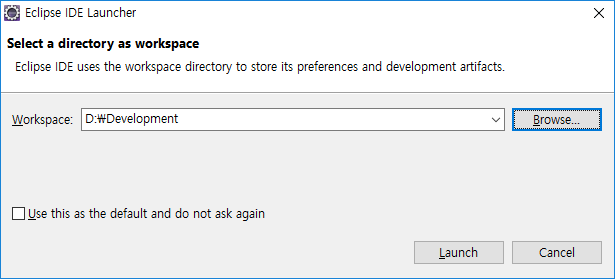 Eclipse IDE Launcher
Select a directory as workspace
Eclipse IDE uses the workspace directory to store its preferences and development artifacts.
Workspace: D:₩Development Browse...
Use this as the default and do not ask again
Launch Cancel